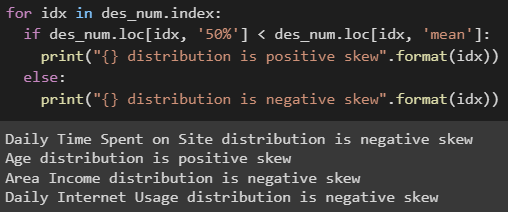 for idx in des_num.index:
  if des_num.loc[idx, '50%'] < des_num.loc[idx, 'mean']:
    print("{} distribution is positive skew".format(idx))
  else:
    print("{} distribution is negative skew".format(idx))
Daily Time Spent on Site distribution is negative skew
Age distribution is positive skew
Area Income distribution is negative skew
Daily Internet Usage distribution is negative skew